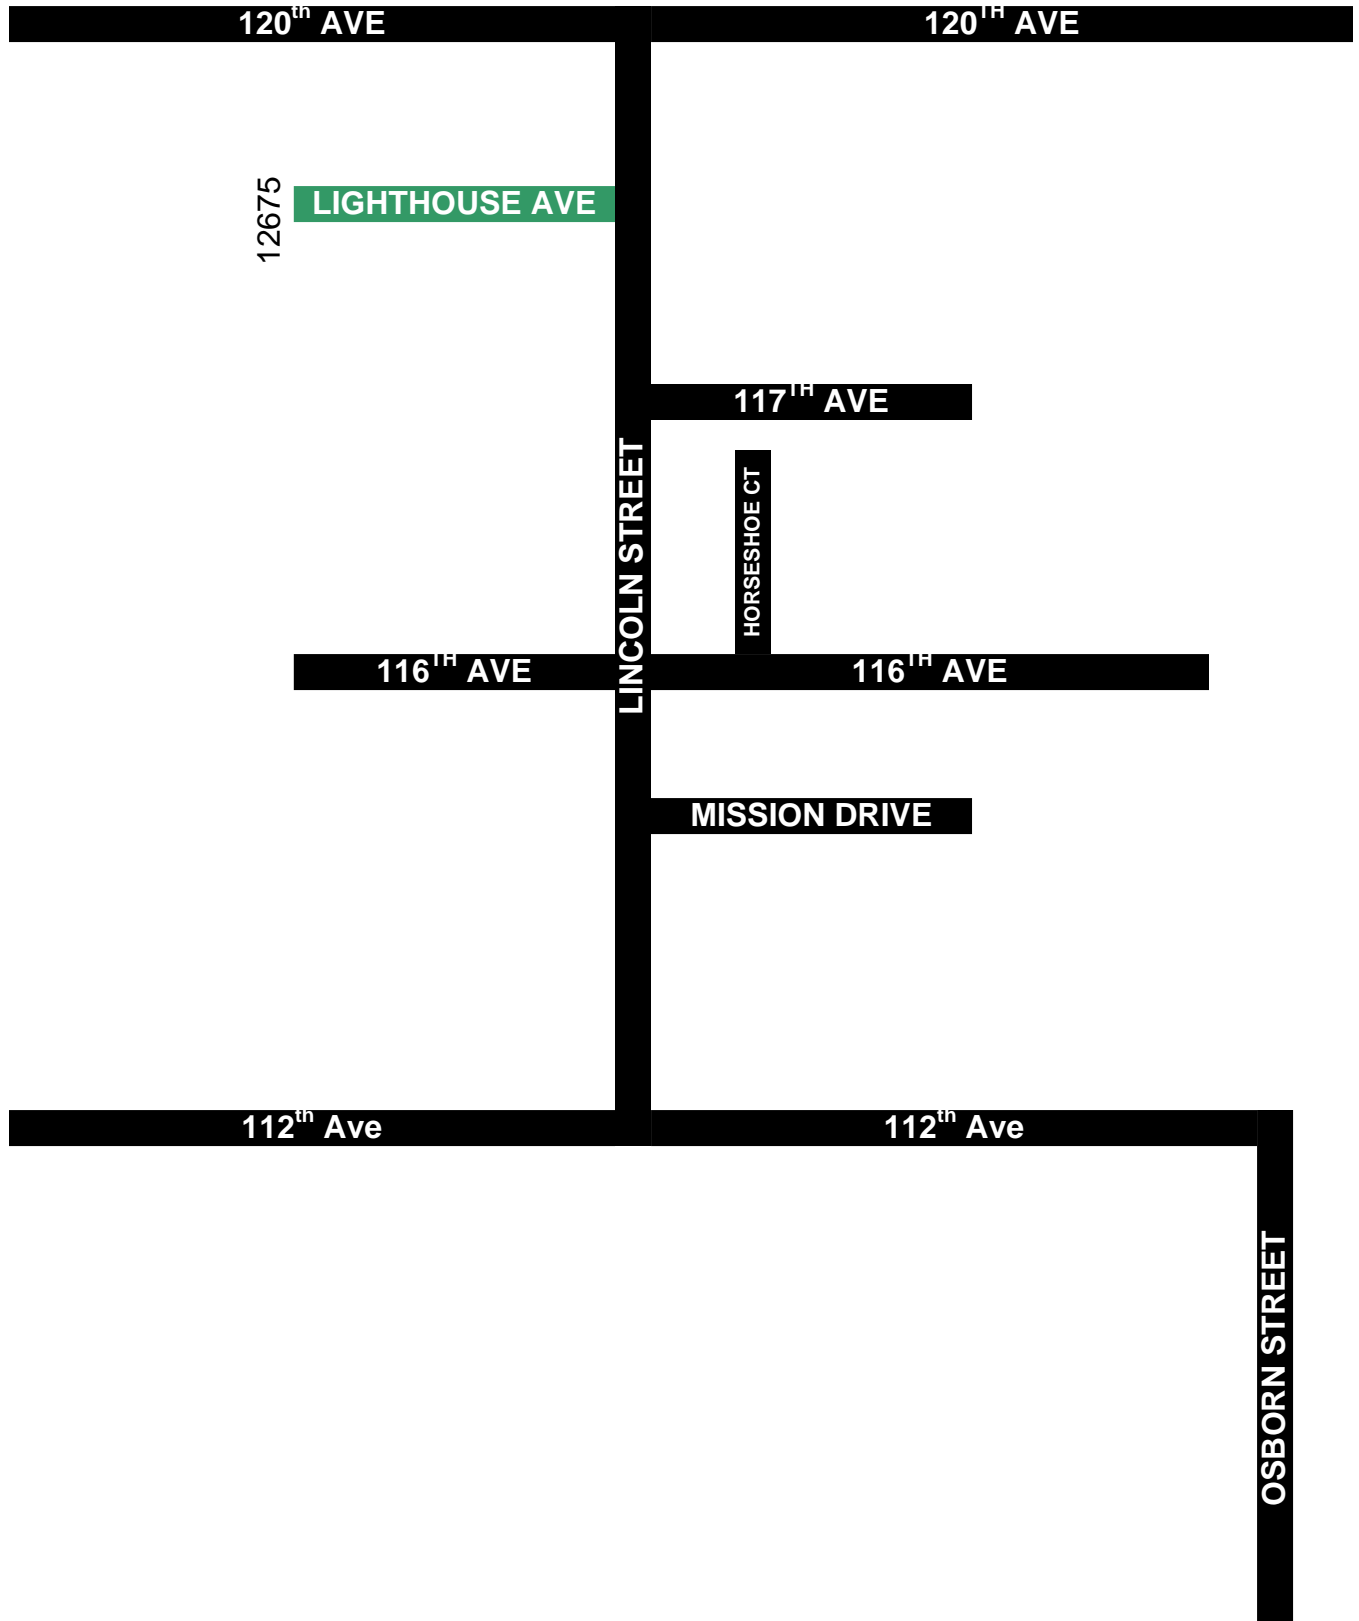 120th AVE
120TH AVE
12675
LIGHTHOUSE AVE
117TH AVE
LINCOLN STREET
HORSESHOE CT
116TH AVE
116TH AVE
MISSION DRIVE
112th Ave
112th Ave
OSBORN STREET